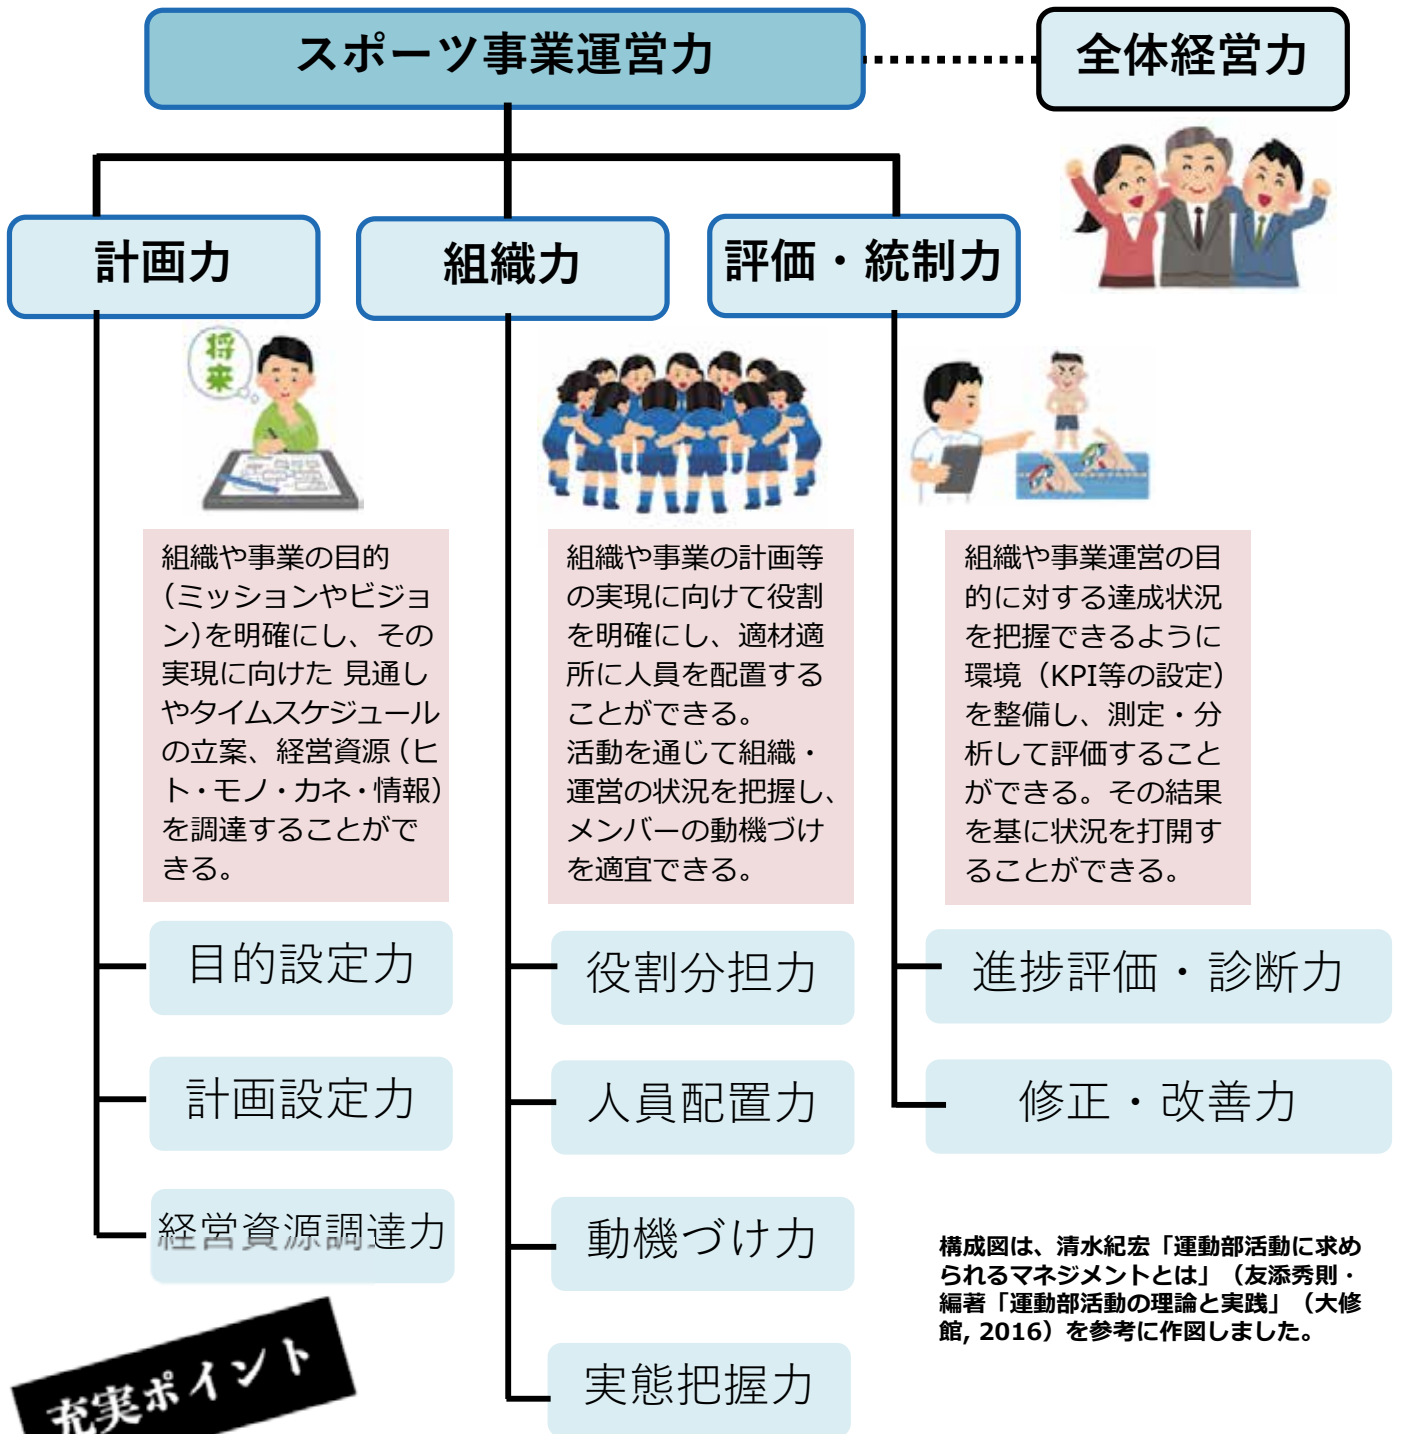 スポーツ事業運営力
全体経営力
計画力
組織力
評価・統制力
将
来
組織や事業の目的
（ミッションやビジョ
ン）を明確にし、その
実現に向けた 見通し
やタイムスケジュール
の立案、経営資源（ヒ
ト・モノ・カネ・情報）
を調達することがで
きる。
組織や事業の計画等
の実現に向けて役割
を明確にし、適材適
所に人員を配置する
ことができる。
活動を通じて組織・
運営の状況を把握し、
メンバーの動機づけ
を適宜できる。
組織や事業運営の目
的に対する達成状況
を把握できるように
環境（KPI等の設定）
を整備し、測定・分
析して評価すること
ができる。その結果
を基に状況を打開す
ることができる。
目的設定力
計画設定力
経営資源調達力
役割分担力
人員配置力
動機づけ力
実態把握力
進捗評価・診断力
修正・改善力
構成図は、清水紀宏「運動部活動に求め
られるマネジメントとは」（友添秀則・
編著「運動部活動の理論と実践」（大修
館, 2016）を参考に作図しました。
充実ポイント